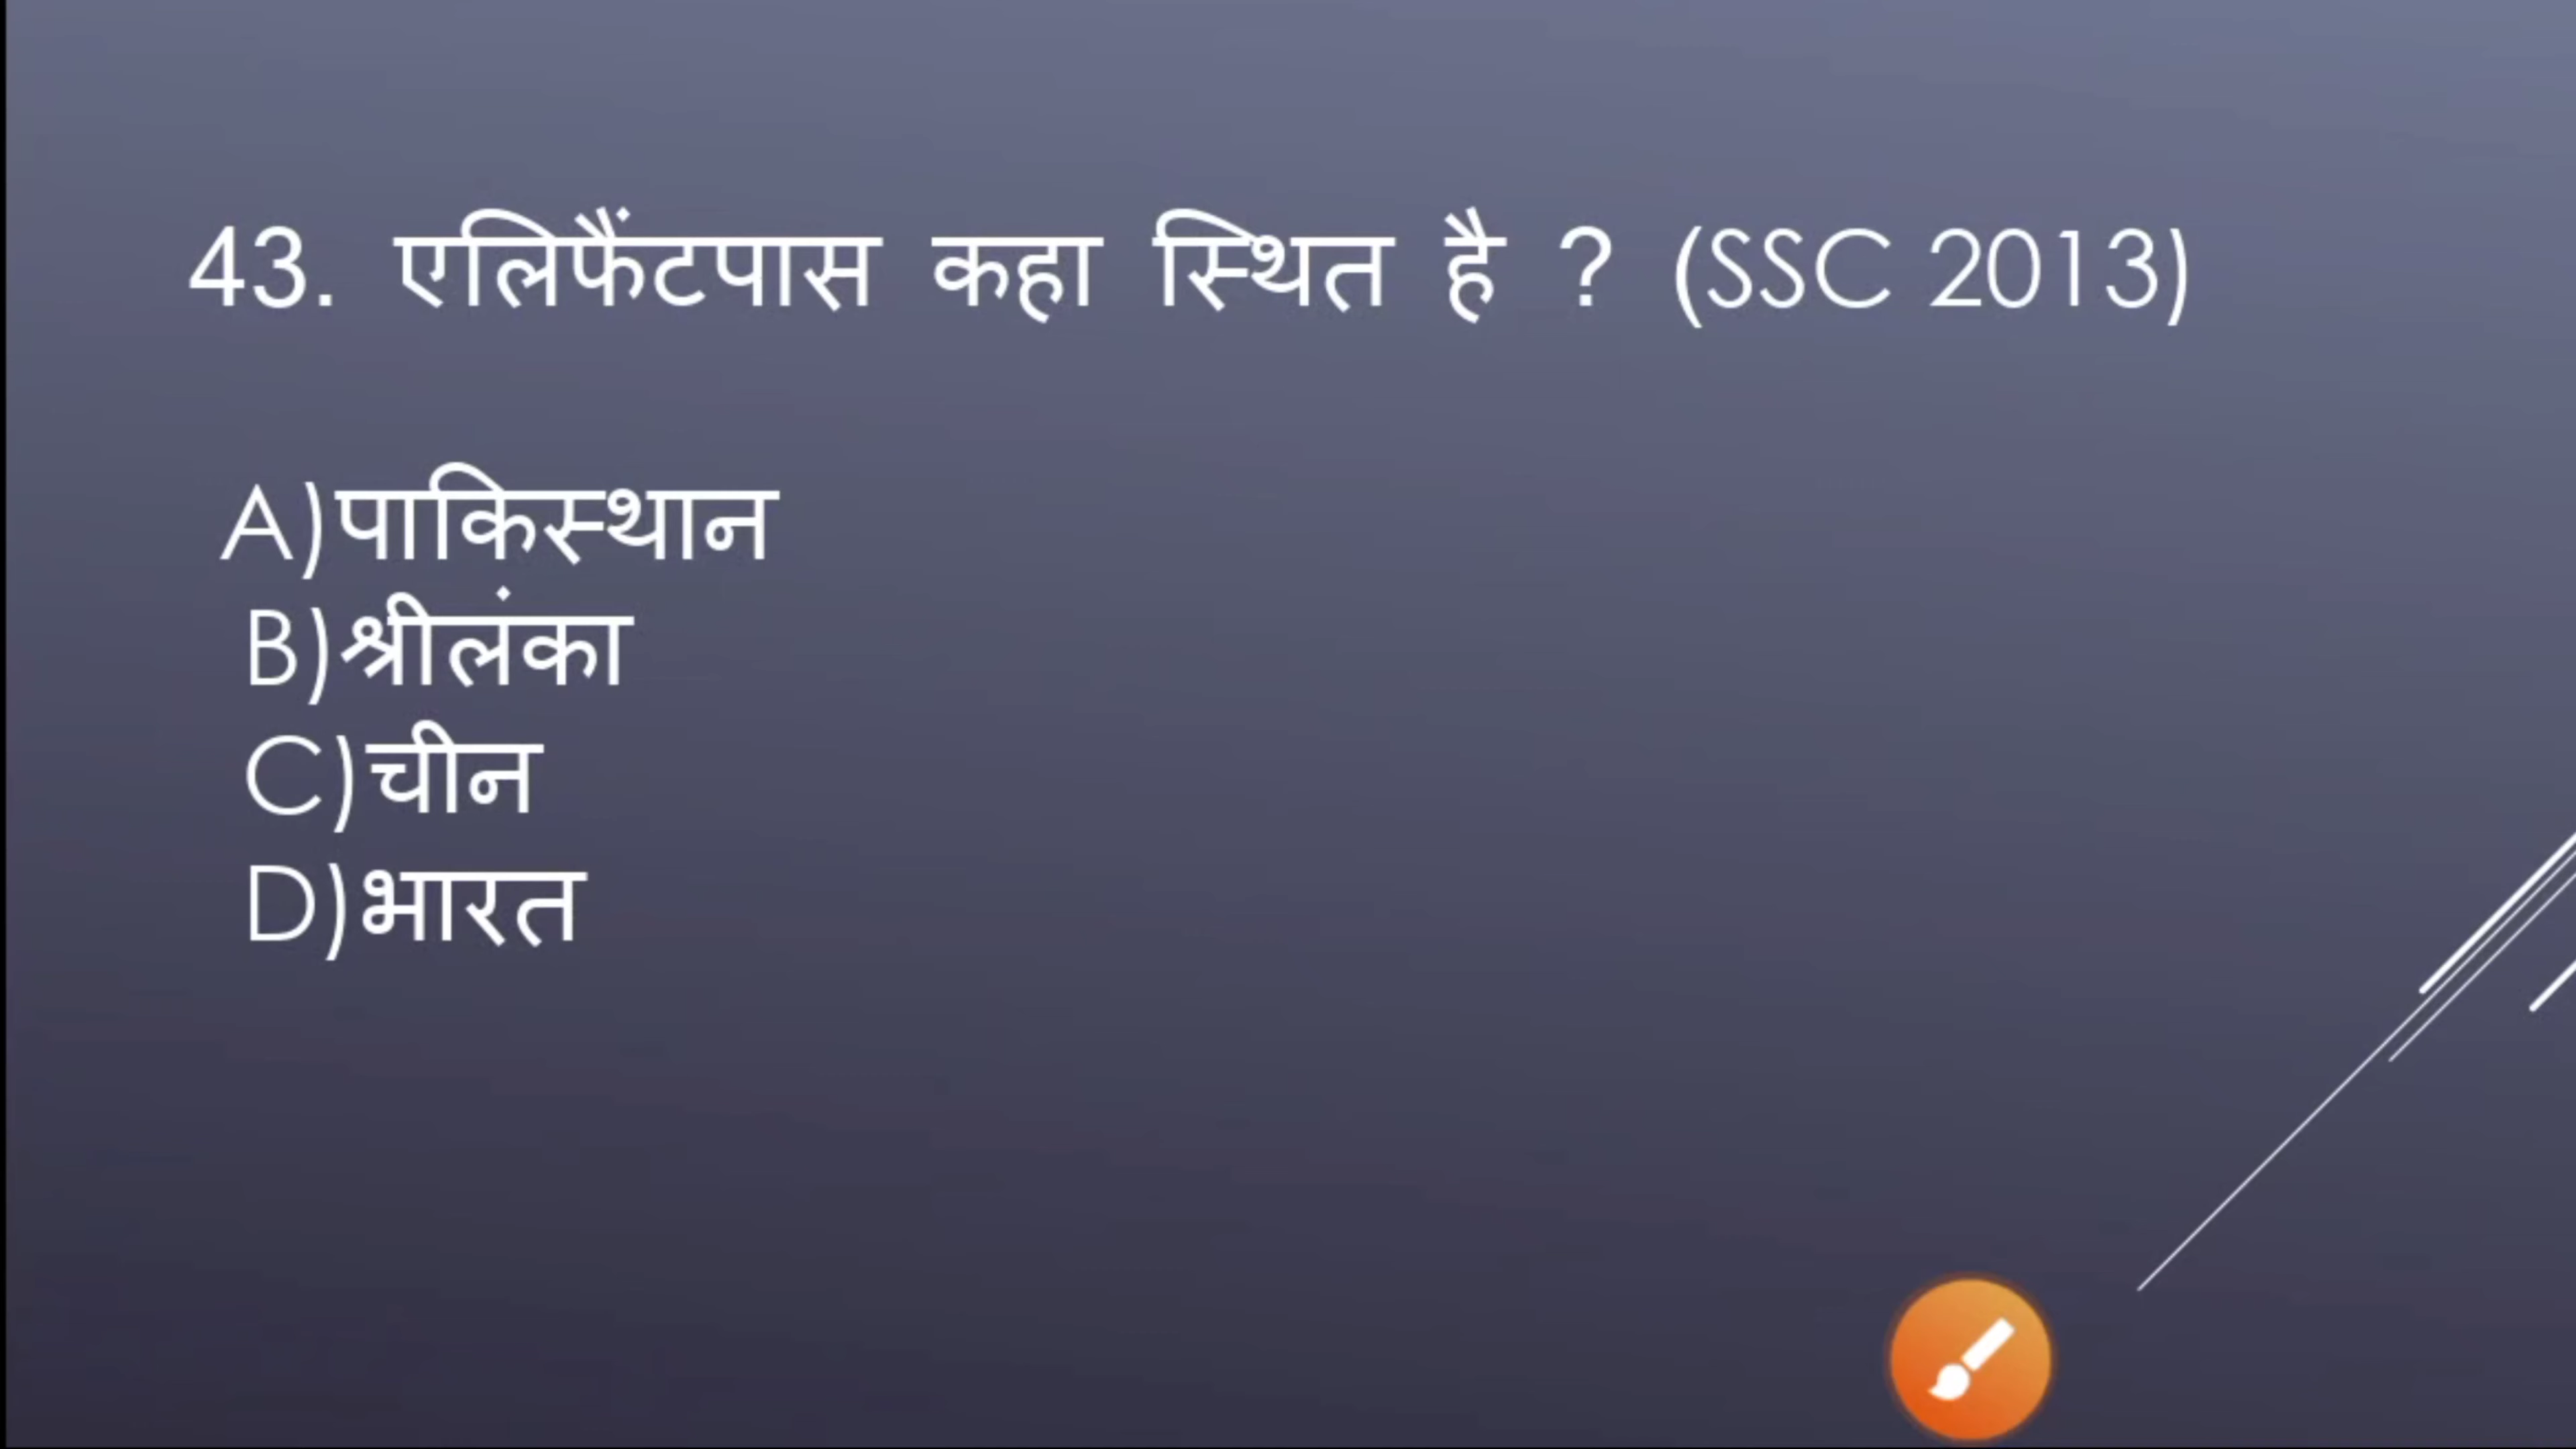 43. एलिफैंटपास कहा स्थित है ? (SSC 2013)
A)पाकिस्थान
B)श्रीलंका
C)चीन
D)भारत